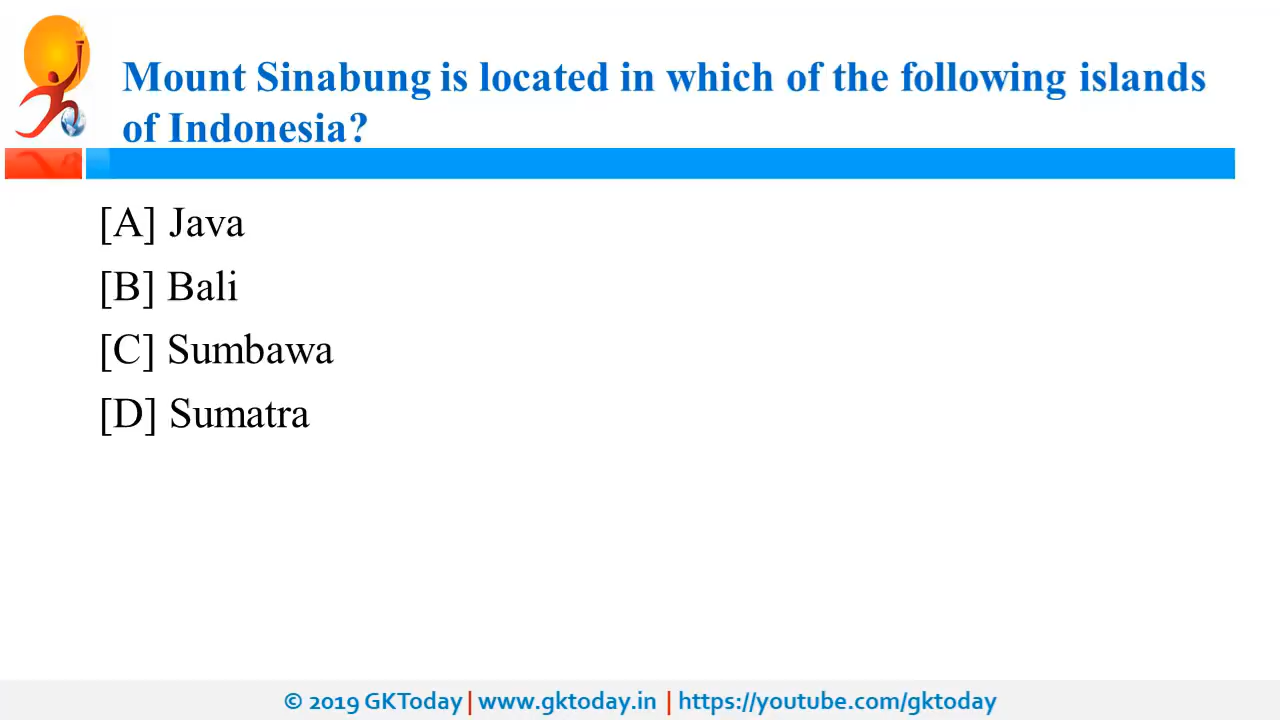 Mount Sinabung is located in which of the following islands
of Indonesia?
[A] Java
[B] Bali
[C] Sumbawa
[D] Sumatra
© 2019 GKToday | www.gktoday.in | https://youtube.com/gktoday